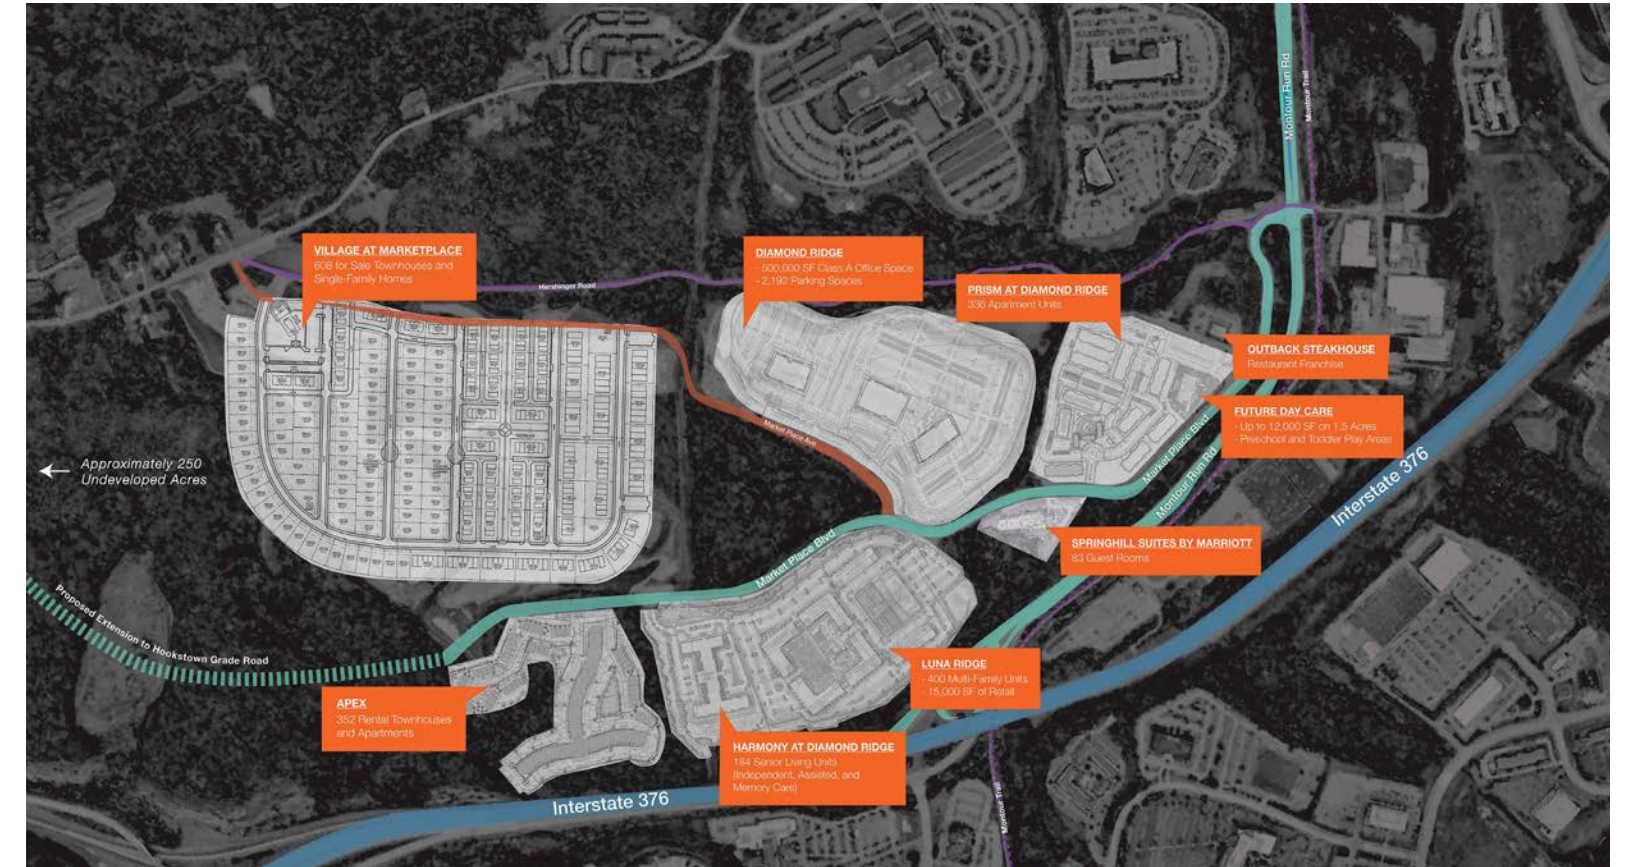 Montour Run Rd
Montour Trail
VILLAGE AT MARKETPLACE
608 for Sale Townhouses and
Single-Family Homes
DIAMOND RIDGE
- 500,000 SF Class A Office Space
- 2,192 Parking Spaces
Hershinger Road
PRISM AT DIAMOND RIDGE
336 Apartment Units
OUTBACK STEAKHOUSE
Restaurant Franchise
FUTURE DAY CARE
- Up to 12,000 SF on 1.5 Acres
- Preschool and Toddler Play Areas
Market Place Ave
Market Place Blvd
Montour Run Rd
Interstate 376
Approximately 250
Undeveloped Acres
SPRINGHILL SUITES BY MARRIOTT
83 Guest Rooms
Market Place Blvd
Proposed Extension to Hookstown Grade Road
LUNA RIDGE
- 400 Multi-Family Units
- 15,000 SF of Retail
APEX
352 Rental Townhouses
and Apartments
HARMONY AT DIAMOND RIDGE
184 Senior Living Units
(Independent, Assisted, and
Memory Care)
Interstate 376
Montour Trail